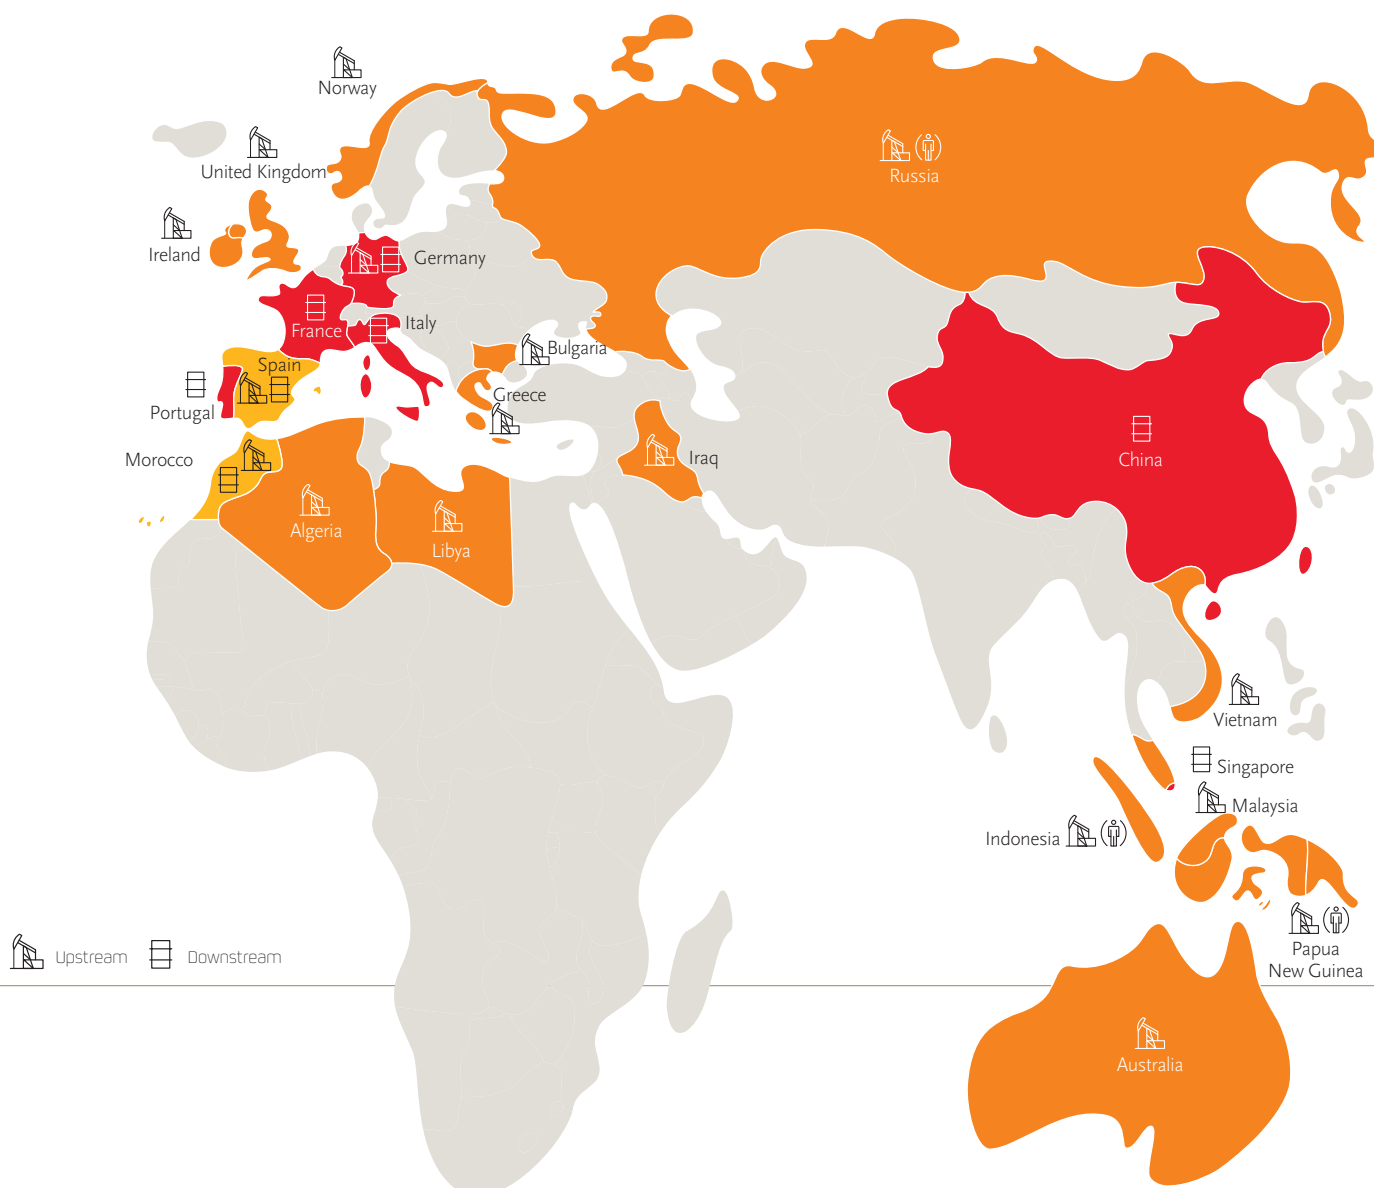 Norway
United Kingdom
Russia
Ireland
Germany
France
Italy
Bulgaria
Spain
Portugal
Greece
Morocco
Iraq
China
Algeria
Libya
Vietnam
Singapore
Malaysia
Indonesia
Papua
New Guinea
Upstream
Downstream
Australia